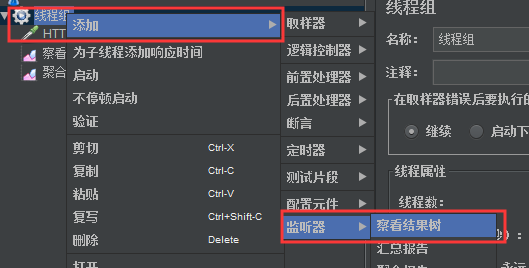 线程组
HTT
察看
聚合
添加
为子线程添加响应时间
启动
不停顿启动
验证
剪切 Ctrl-X
复制 Ctrl-C
粘贴 Ctrl-V
复写 Ctrl+Shift-C
删除 Delete
打开
取样器
逻辑控制器
前置处理器
后置处理器
断言
定时器
测试片段
配置元件
监听器
察看结果树
汇总报告
线程组
名称： 线程组
注释：
在取样器错误后要执行的
继续 启动下
线程属性
线程数：
）：
永远